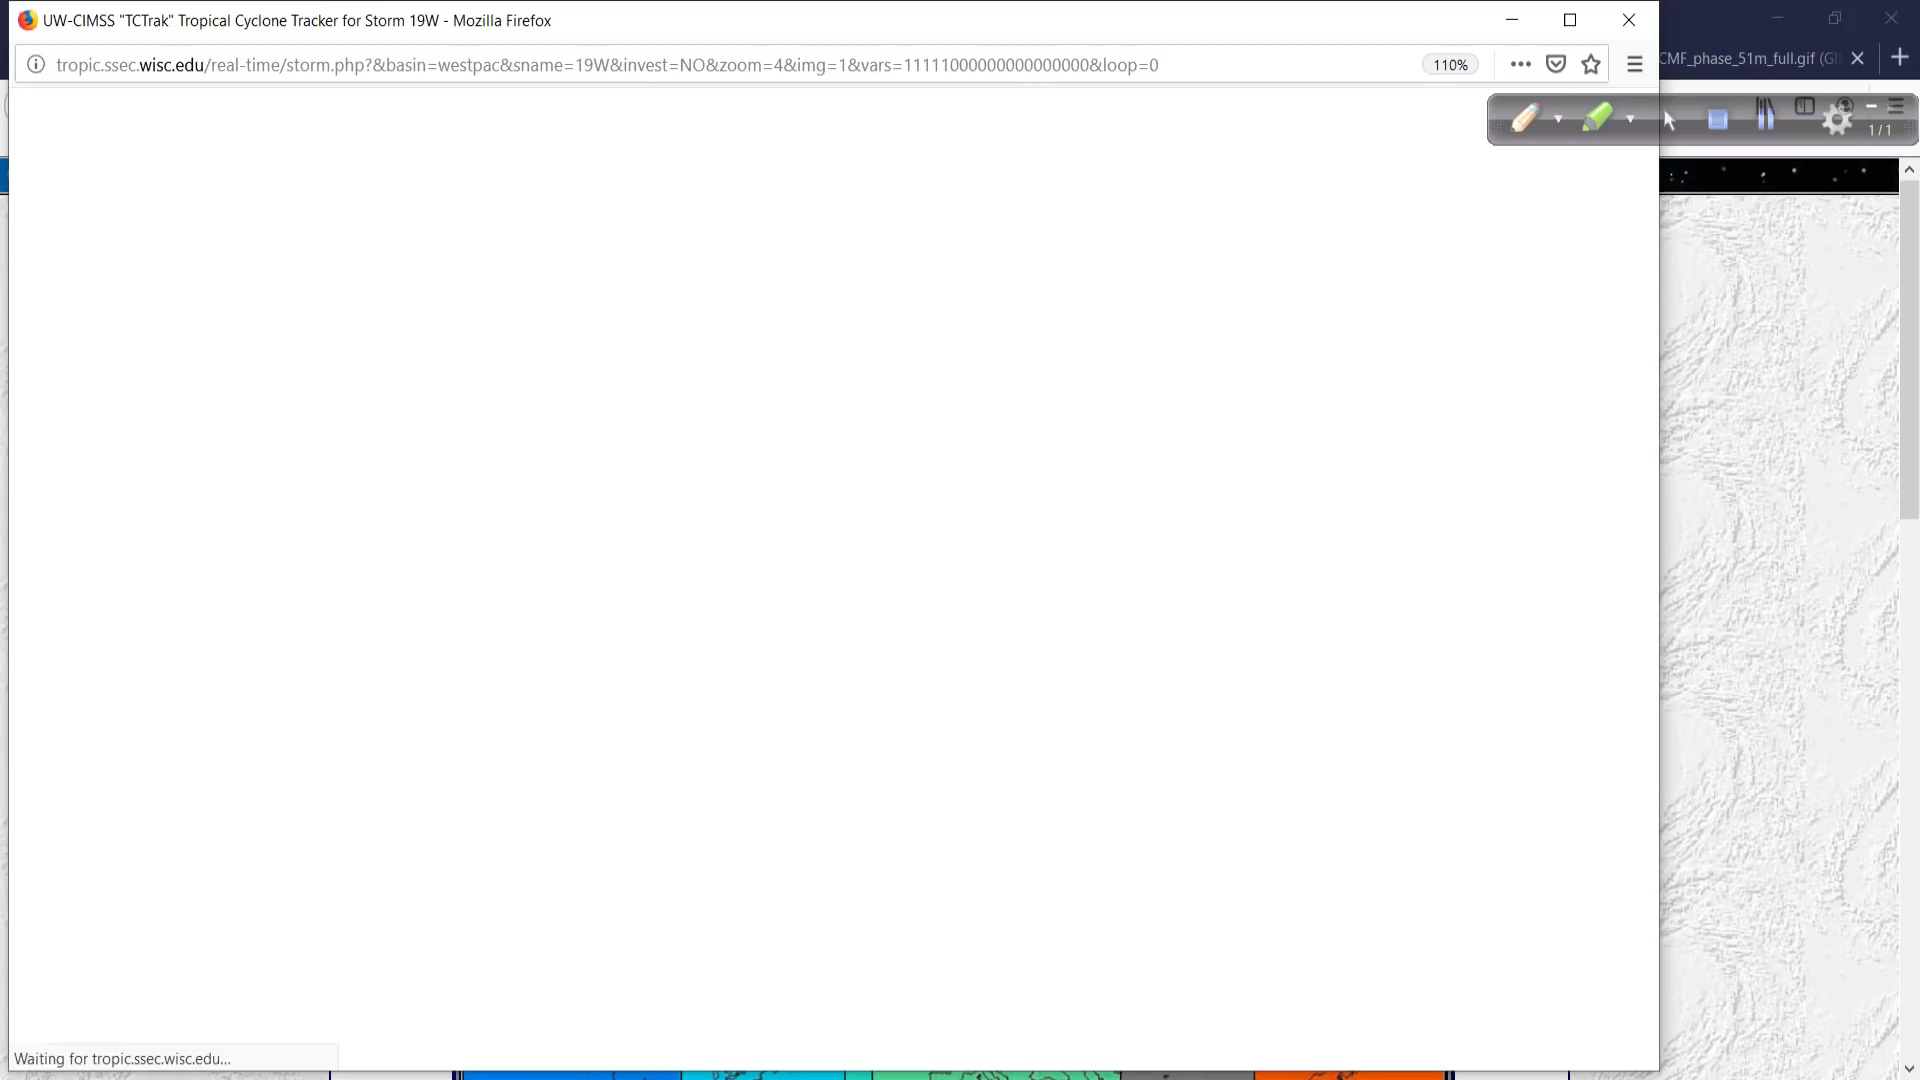 UW-CIMSS "TCTrak" Tropical Cyclone Tracker for Storm 19W - Mozilla Firefox
CMF_phase_51m_full.gif (GI
tropic.ssec.wisc.edu/real-time/storm.php?&basin=westpac&sname=19W&invest=NO&zoom=4&img=1&vars=11111000000000000000&loop=0
110%
1/1
Waiting for tropic.ssec.wisc.edu...